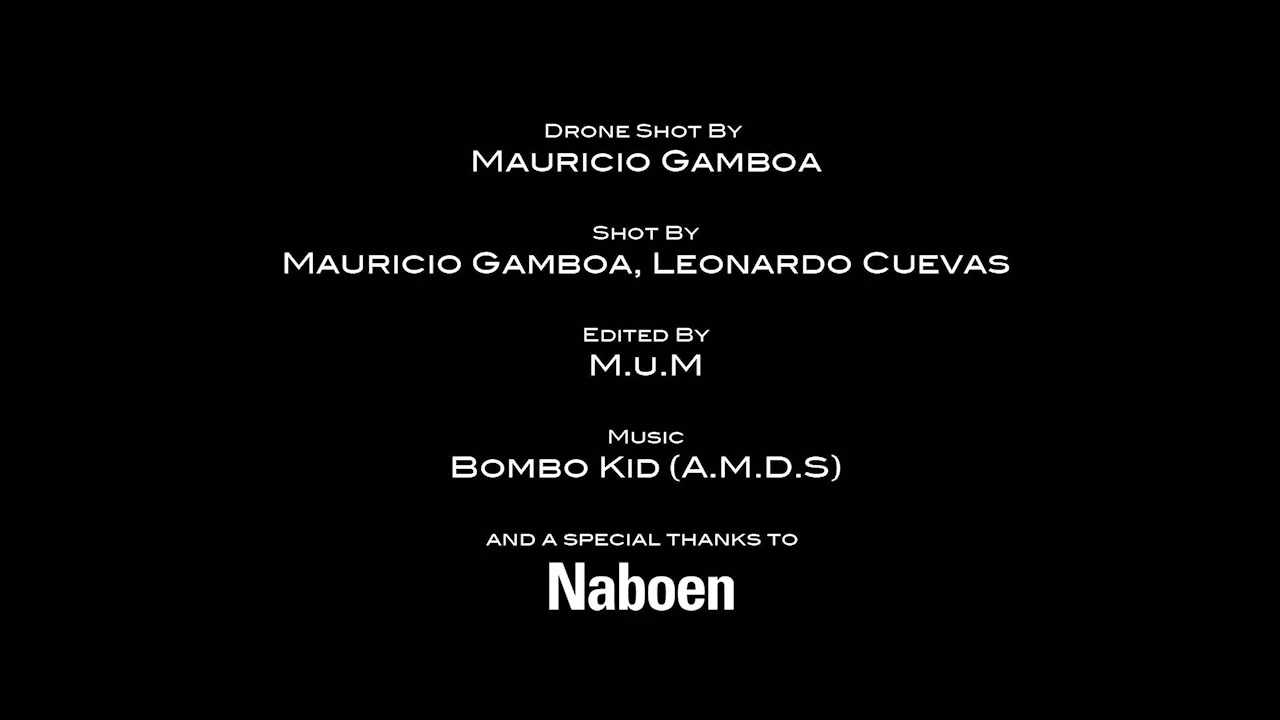 Drone Shot By
Mauricio Gamboa
Shot By
Mauricio Gamboa, Leonardo Cuevas
Edited By
M.u.M
Music
Bombo Kid (A.M.D.S)
and a special thanks to
Naboen